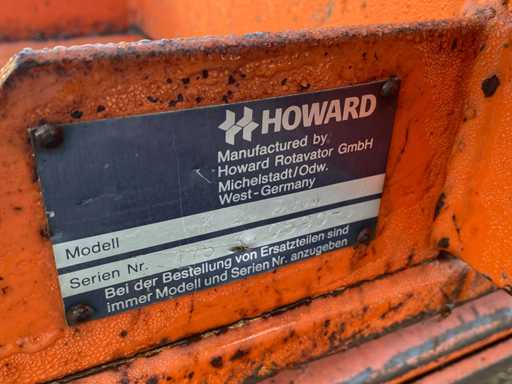 HOWARD
Manufactured by
Howard Rotavator GmbH
Michelstadt/Odw.
West-Germany
Modell
Serien Nr.
Bei der Bestellung von Ersatzteilen sind
immer Modell und Serien Nr. anzugeben